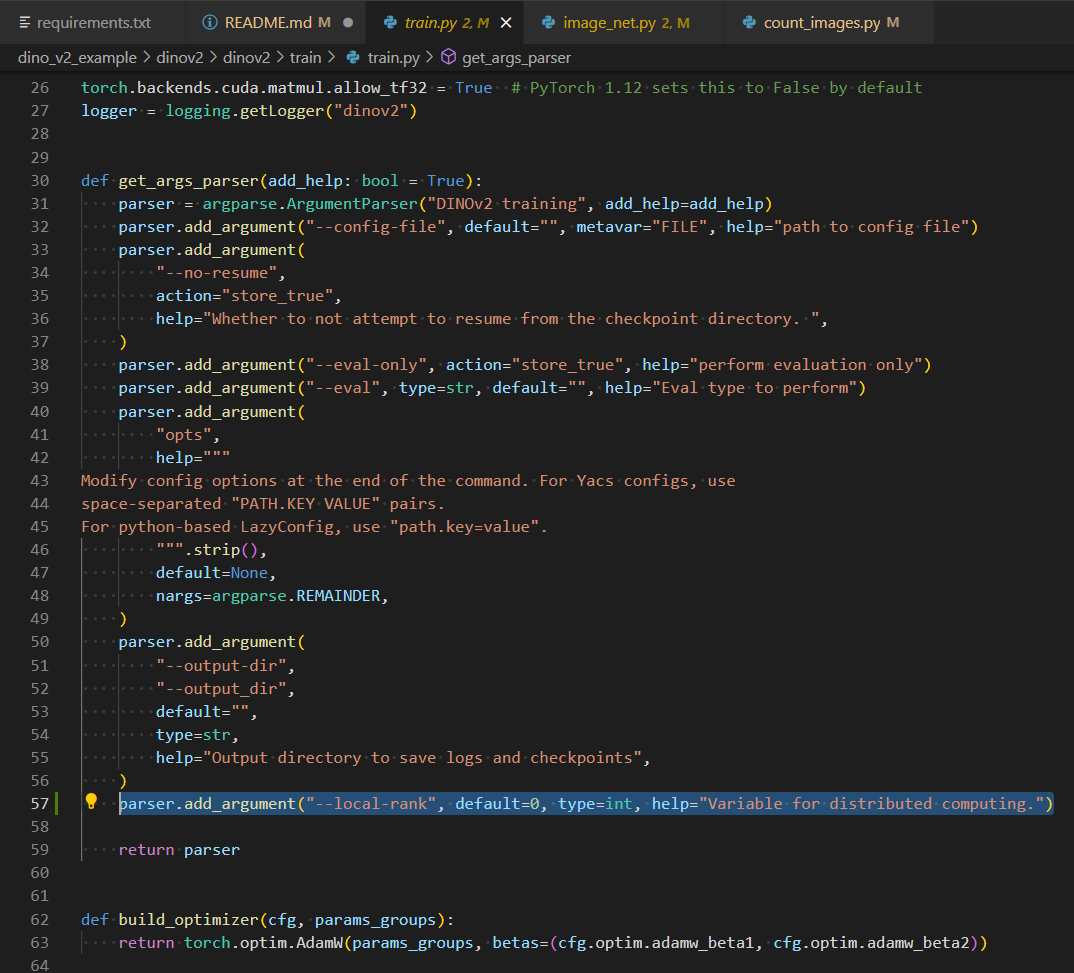 requirements.txt README.md M train.py 2, M image_net.py 2, M count_images.py M
dino_v2_example > dinov2 > dinov2 > train > train.py > get_args_parser
26 torch.backends.cuda.matmul.allow_tf32 = True  # PyTorch 1.12 sets this to False by default
27 logger = logging.getLogger("dinov2")
28
29
30 def get_args_parser(add_help: bool = True):
31     parser = argparse.ArgumentParser("DINOv2 training", add_help=add_help)
32     parser.add_argument("--config-file", default="", metavar="FILE", help="path to config file")
33     parser.add_argument(
34         "--no-resume",
35         action="store_true",
36         help="Whether to not attempt to resume from the checkpoint directory. ",
37     )
38     parser.add_argument("--eval-only", action="store_true", help="perform evaluation only")
39     parser.add_argument("--eval", type=str, default="", help="Eval type to perform")
40     parser.add_argument(
41         "opts",
42         help="""
43 Modify config options at the end of the command. For Yacs configs, use
44 space-separated "PATH.KEY VALUE" pairs.
45 For python-based LazyConfig, use "path.key=value".
46         """.strip(),
47         default=None,
48         nargs=argparse.REMAINDER,
49     )
50     parser.add_argument(
51         "--output-dir",
52         "--output_dir",
53         default="",
54         type=str,
55         help="Output directory to save logs and checkpoints",
56     )
57     parser.add_argument("--local-rank", default=0, type=int, help="Variable for distributed computing.")
58
59     return parser
60
61
62 def build_optimizer(cfg, params_groups):
63     return torch.optim.AdamW(params_groups, betas=(cfg.optim.adamw_beta1, cfg.optim.adamw_beta2))
64